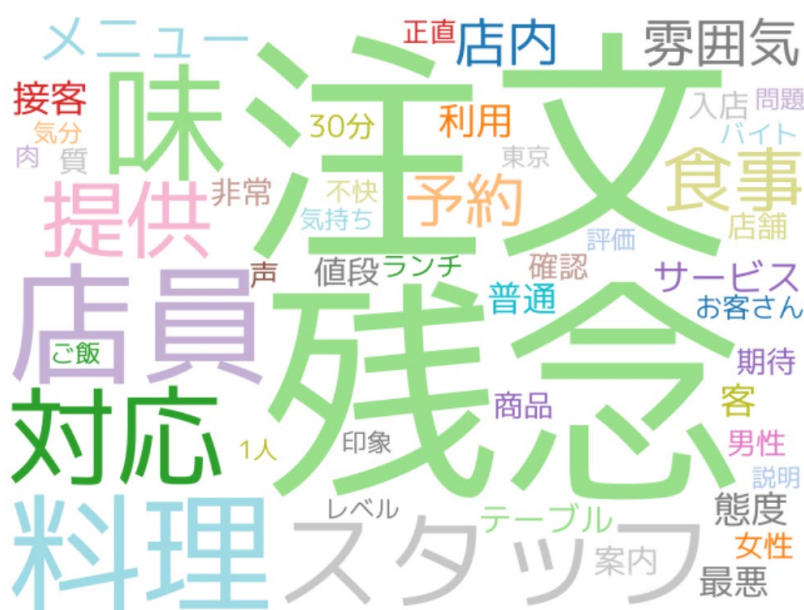 メニュー
正直
店内
雰囲気
接客
味
注文
30分
利用
入店
問題
気分
バイト
肉
質
東京
食事
提供
非常
不快
予約
気持ち
店舗
評価
店員
声
値段
ランチ
確認
サービス
普通
お客さん
ご飯
残念
期待
対応
商品
客
1人
印象
男性
説明
料理
スタッフ
レベル
テーブル
態度
案内
女性
最悪